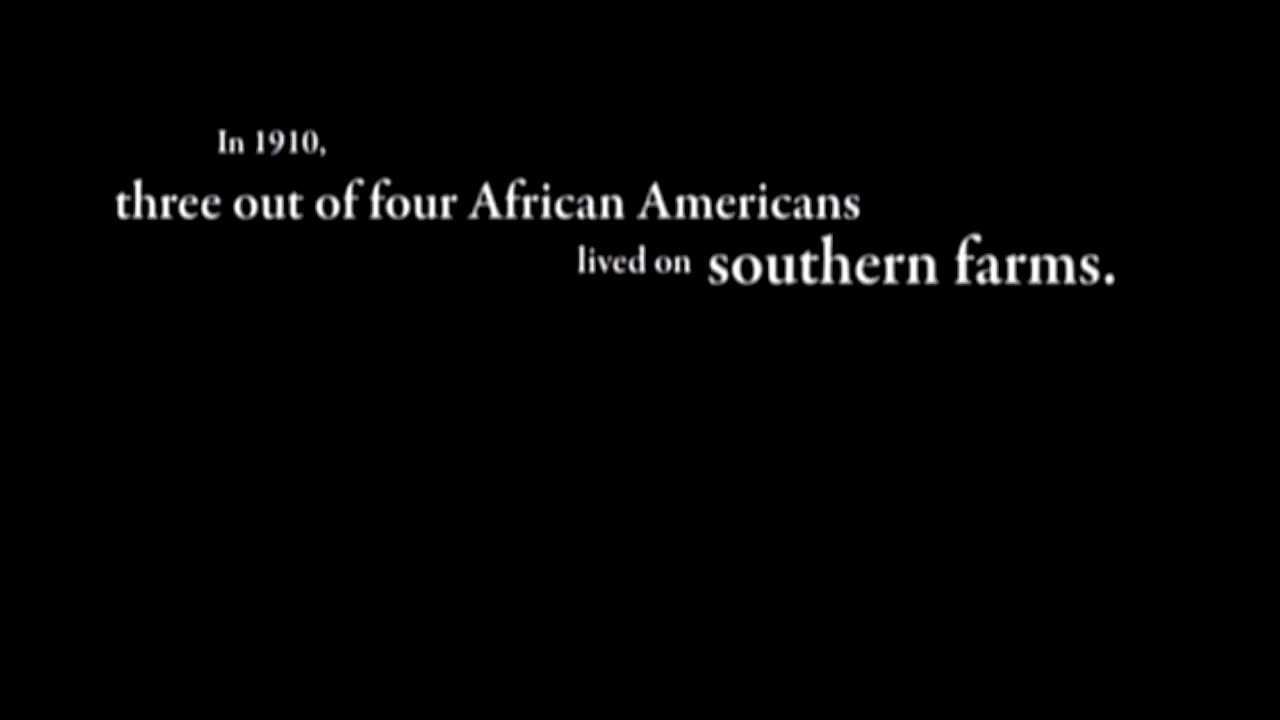 In 1910,
three out of four African Americans
lived on southern farms.